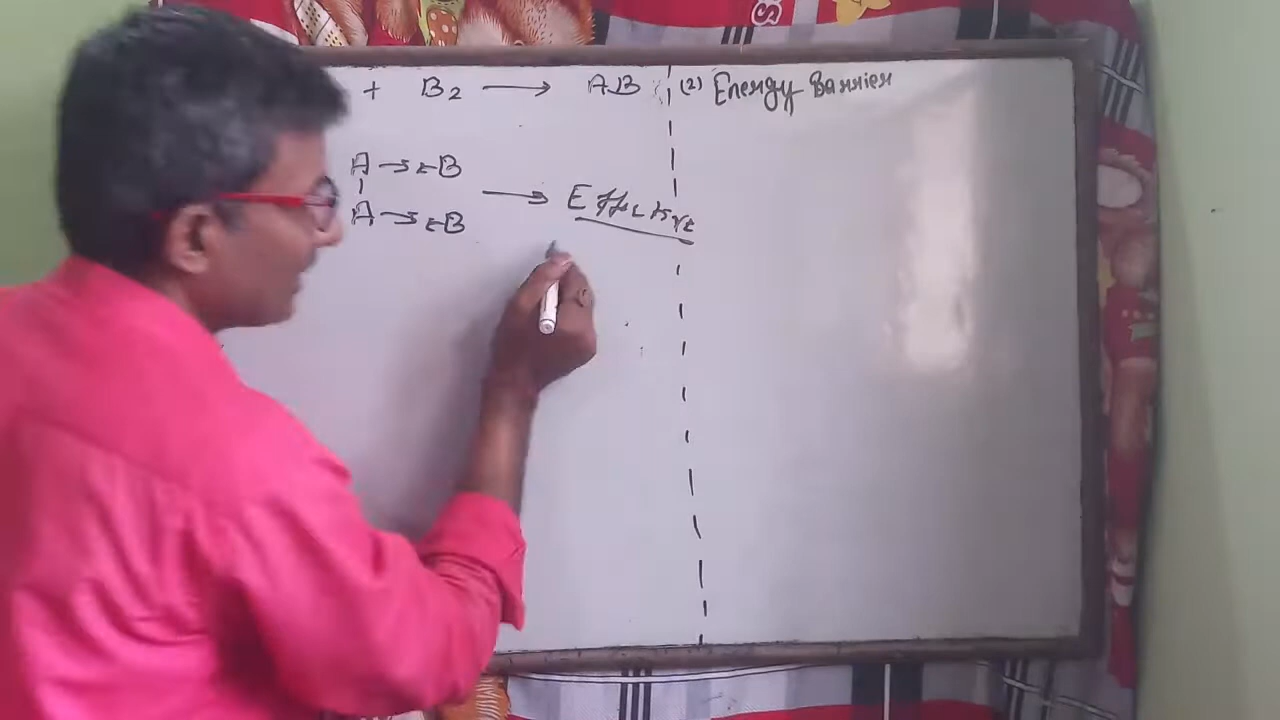 + B2 → AB
A → ← B
A → ← B
→ Effective
(2) Energy Barrier